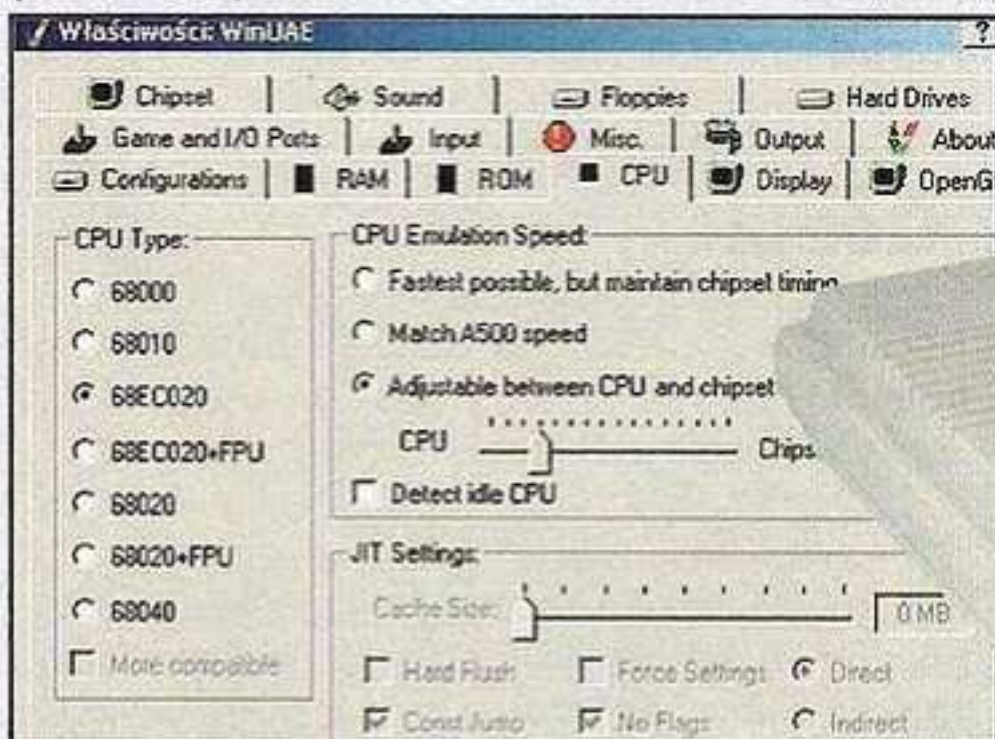 Właściwości: WinUAE
?
Chipset Sound Floppies Hard Drives
Game and I/O Ports Input Misc. Output About
Configurations RAM ROM CPU Display OpenG
CPU Type:
68000
68010
68EC020
68EC020+FPU
68020
68020+FPU
68040
More compatible
CPU Emulation Speed:
Fastest possible, but maintain chipset timing
Match A500 speed
Adjustable between CPU and chipset
CPU Chips
Detect idle CPU
JIT Settings:
Cache Size: 0 MB
Hard Flush Force Settings Direct
Const Jump No Flags Indirect